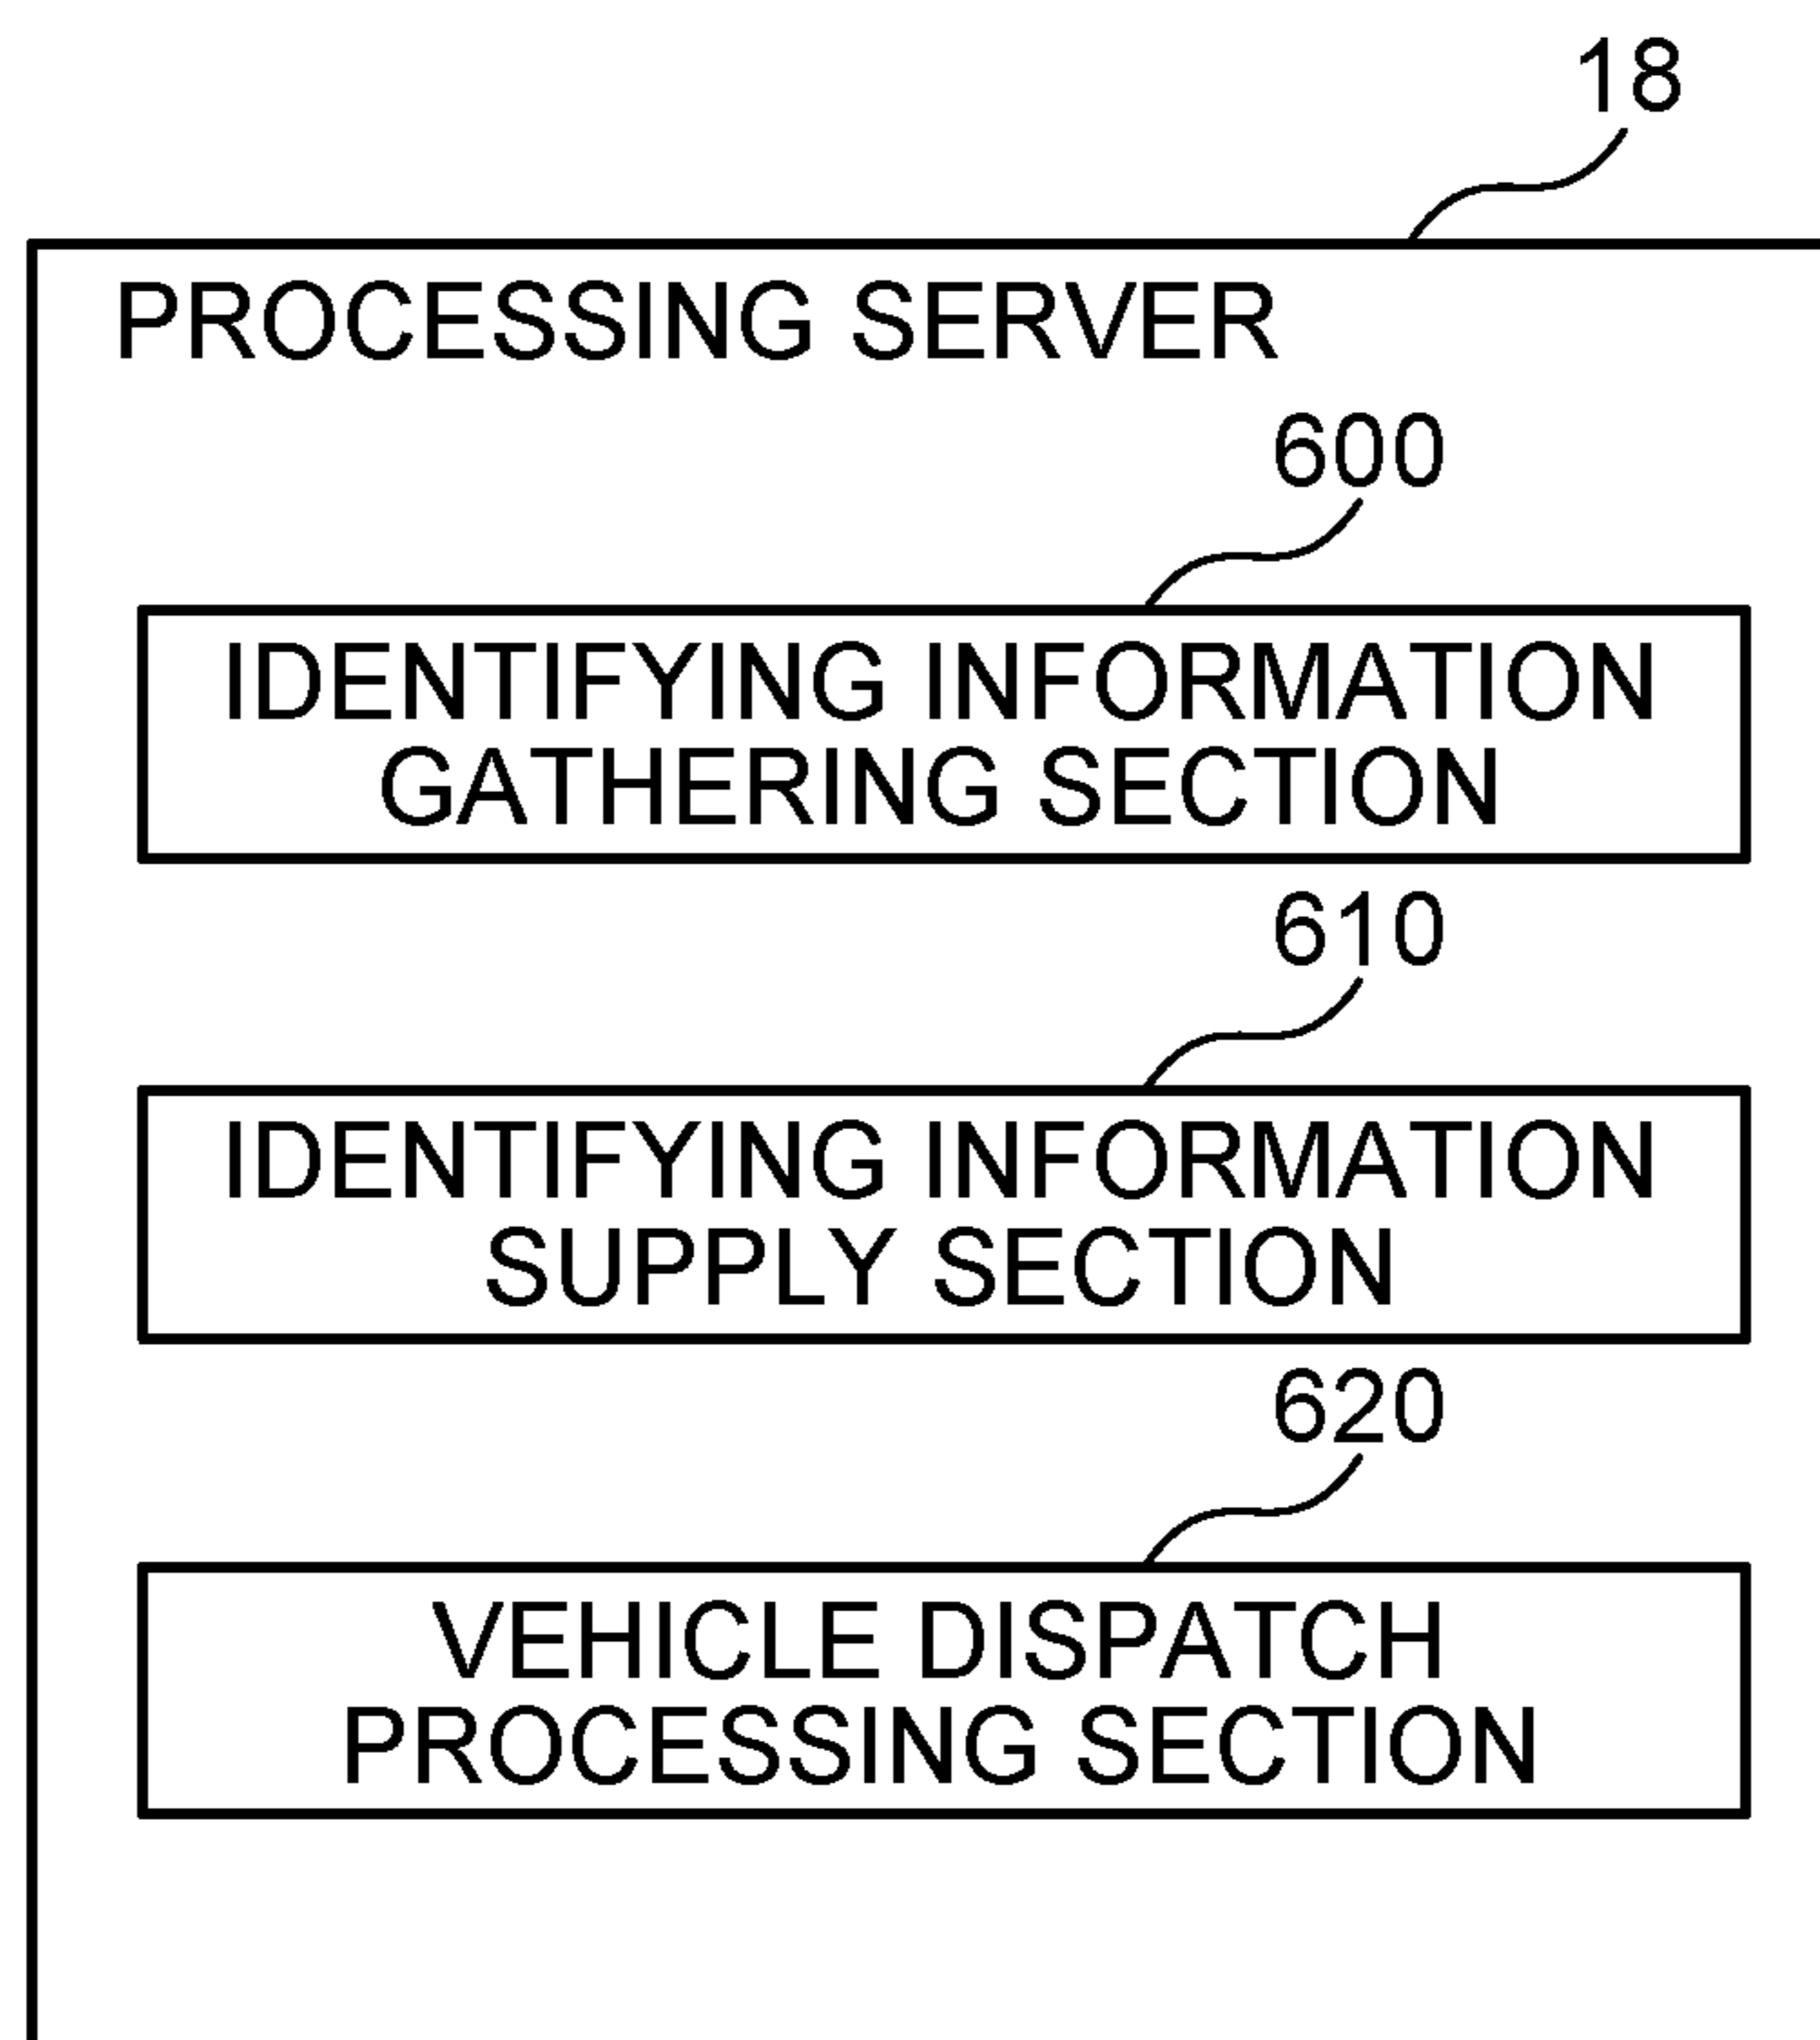 18
PROCESSING SERVER
600
IDENTIFYING INFORMATION
GATHERING SECTION
610
IDENTIFYING INFORMATION
SUPPLY SECTION
620
VEHICLE DISPATCH
PROCESSING SECTION